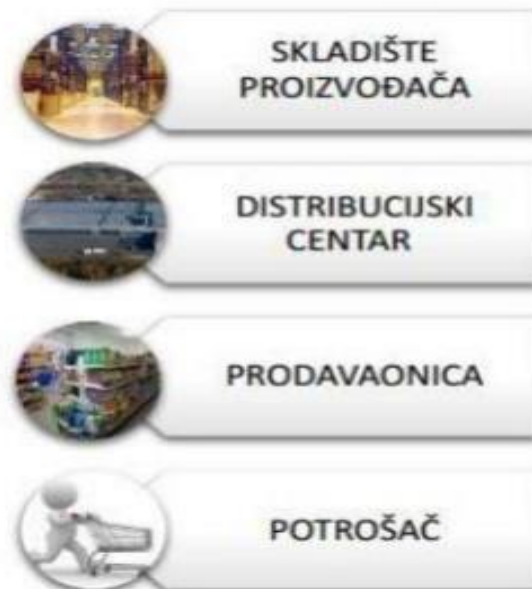 SKLADIŠTE
PROIZVOĐAČA
DISTRIBUCIJSKI
CENTAR
PRODAVAONICA
POTROŠAČ